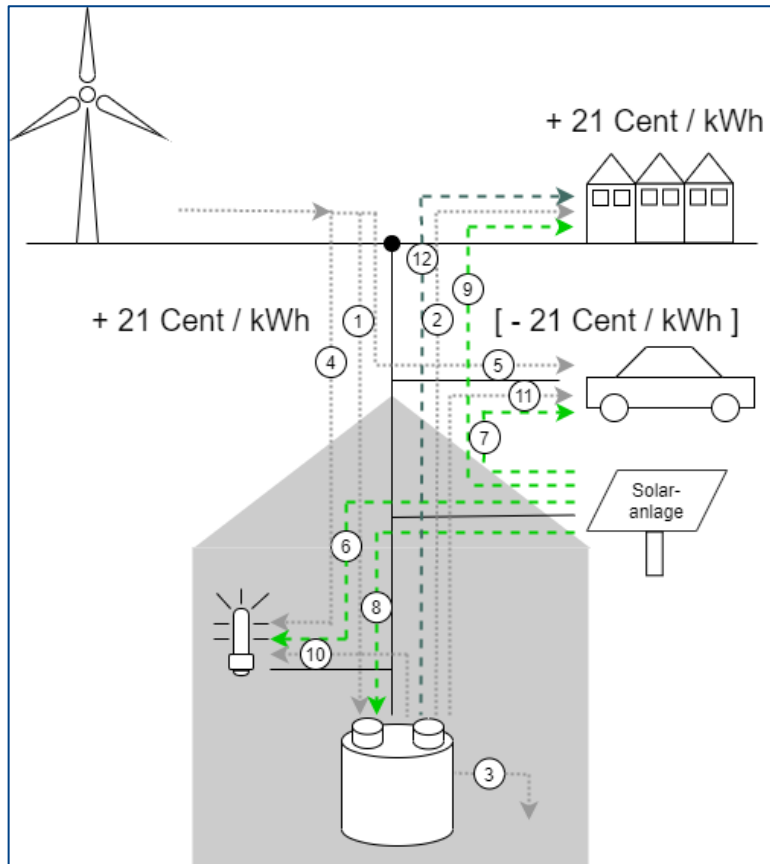 + 21 Cent / kWh
12
9
+ 21 Cent / kWh
1
2
[ - 21 Cent / kWh ]
4
5
11
7
Solar-
anlage
6
8
10
3